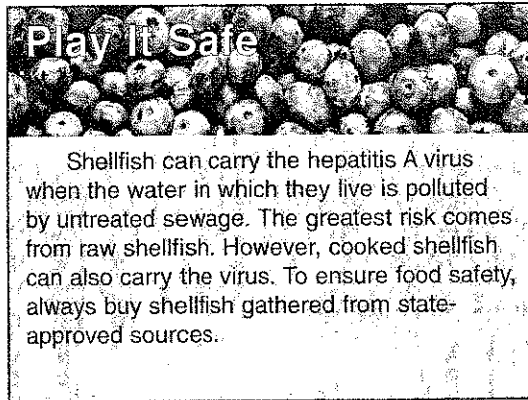 Play It Safe
Shellfish can carry the hepatitis A virus
when the water in which they live is polluted
by untreated sewage. The greatest risk comes
from raw shellfish. However, cooked shellfish
can also carry the virus. To ensure food safety,
always buy shellfish gathered from state-
approved sources.